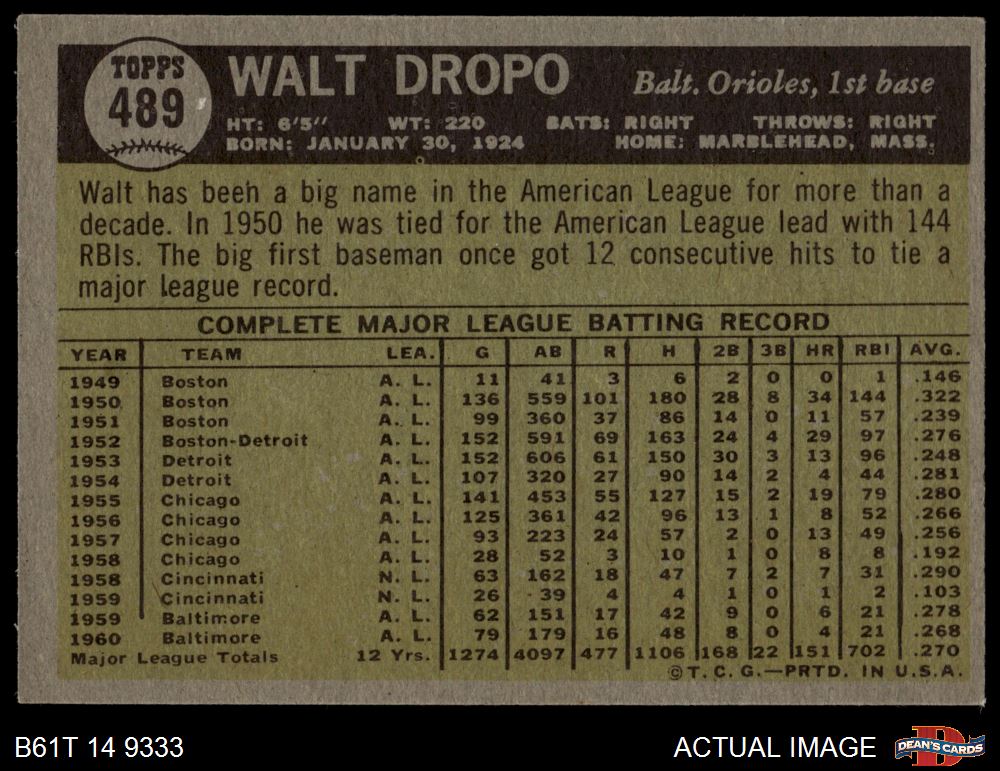 TOPPS
489
WALT DROPO
Balt. Orioles, 1st base
HT: 6'5" WT: 220 BATS: RIGHT THROWS: RIGHT
BORN: JANUARY 30, 1924 HOME: MARBLEHEAD, MASS.
Walt has been a big name in the American League for more than a
decade. In 1950 he was tied for the American League lead with 144
RBIs. The big first baseman once got 12 consecutive hits to tie a
major league record.
COMPLETE MAJOR LEAGUE BATTING RECORD
YEAR TEAM LEA. G AB R H 2B 3B HR RBI AVG.
1949 Boston A. L. 11 41 3 6 2 0 0 1 .146
1950 Boston A. L. 136 559 101 180 28 8 34 144 .322
1951 Boston A. L. 99 360 37 86 14 0 11 57 .239
1952 Boston-Detroit A. L. 152 591 69 163 24 4 29 97 .276
1953 Detroit A. L. 152 606 61 150 30 3 13 96 .248
1954 Detroit A. L. 107 320 27 90 14 2 4 44 .281
1955 Chicago A. L. 141 453 55 127 15 2 19 79 .280
1956 Chicago A. L. 125 361 42 96 13 1 8 52 .266
1957 Chicago A. L. 93 223 24 57 2 0 13 49 .256
1958 Chicago A. L. 28 52 3 10 1 0 8 8 .192
1958 Cincinnati N. L. 63 162 18 47 7 2 7 31 .290
1959 Cincinnati N. L. 26 39 4 4 1 0 1 2 .103
1959 Baltimore A. L. 62 151 17 42 9 0 6 21 .278
1960 Baltimore A. L. 79 179 16 48 8 0 4 21 .268
Major League Totals 12 Yrs. 1274 4097 477 1106 168 22 151 702 .270
© T. C. G.—PRTD. IN U.S.A.
B61T 14 9333
ACTUAL IMAGE
D
DEAN'S CARDS